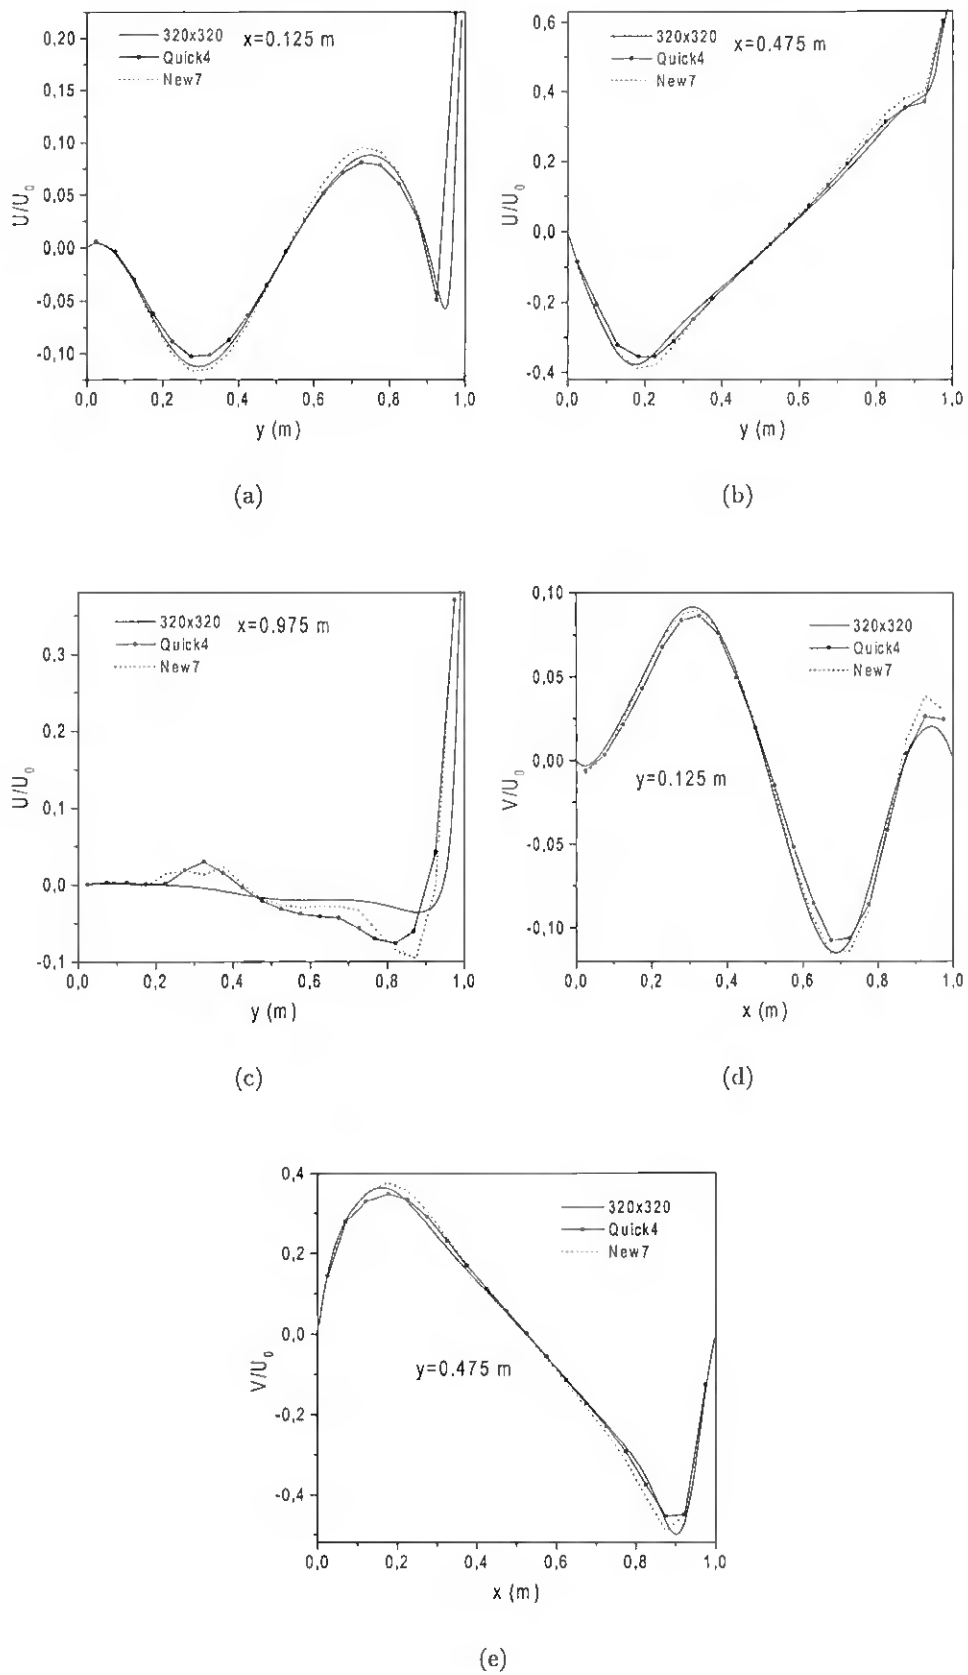 320x320
x=0.125 m
Quick4
New7
0,20
0,15
0,10
0,05
0,00
-0,05
-0,10
U/U0
0,0 0,2 0,4 0,6 0,8 1,0
y (m)
(a)
320x320
x=0.475 m
Quick4
New7
0,6
0,4
0,2
0,0
-0,2
-0,4
U/U0
0,0 0,2 0,4 0,6 0,8 1,0
y (m)
(b)
320x320
x=0.975 m
Quick4
New7
0,3
0,2
0,1
0,0
-0,1
U/U0
0,0 0,2 0,4 0,6 0,8 1,0
y (m)
(c)
320x320
Quick4
New7
y=0.125 m
0,10
0,05
0,00
-0,05
-0,10
V/U0
0,0 0,2 0,4 0,6 0,8 1,0
x (m)
(d)
320x320
Quick4
New7
y=0.475 m
0,4
0,2
0,0
-0,2
-0,4
V/U0
0,0 0,2 0,4 0,6 0,8 1,0
x (m)
(e)